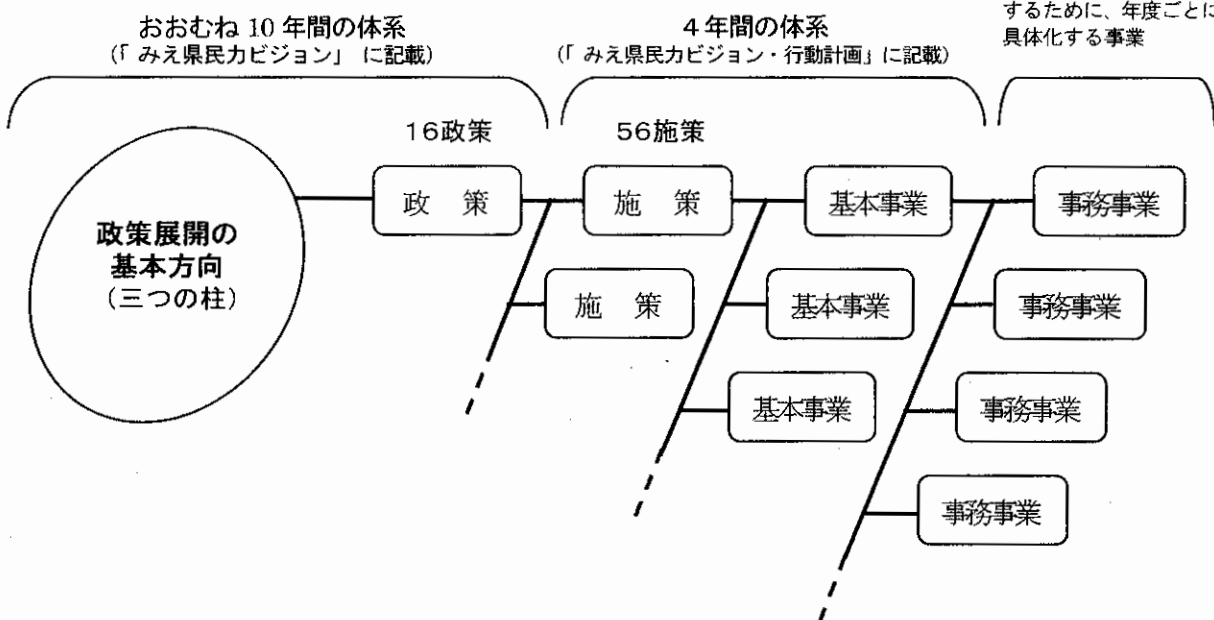 おおむね 10 年間の体系
(「 みえ県民力ビジョン」 に記載)
4年間の体系
(「 みえ県民力ビジョン・行動計画」に記載)
するために、年度ごとに
具体化する事業
16政策
56施策
政策展開の
基本方向
(三つの柱)
政 策
施 策
基本事業
事務事業
施 策
基本事業
事務事業
基本事業
事務事業
事務事業